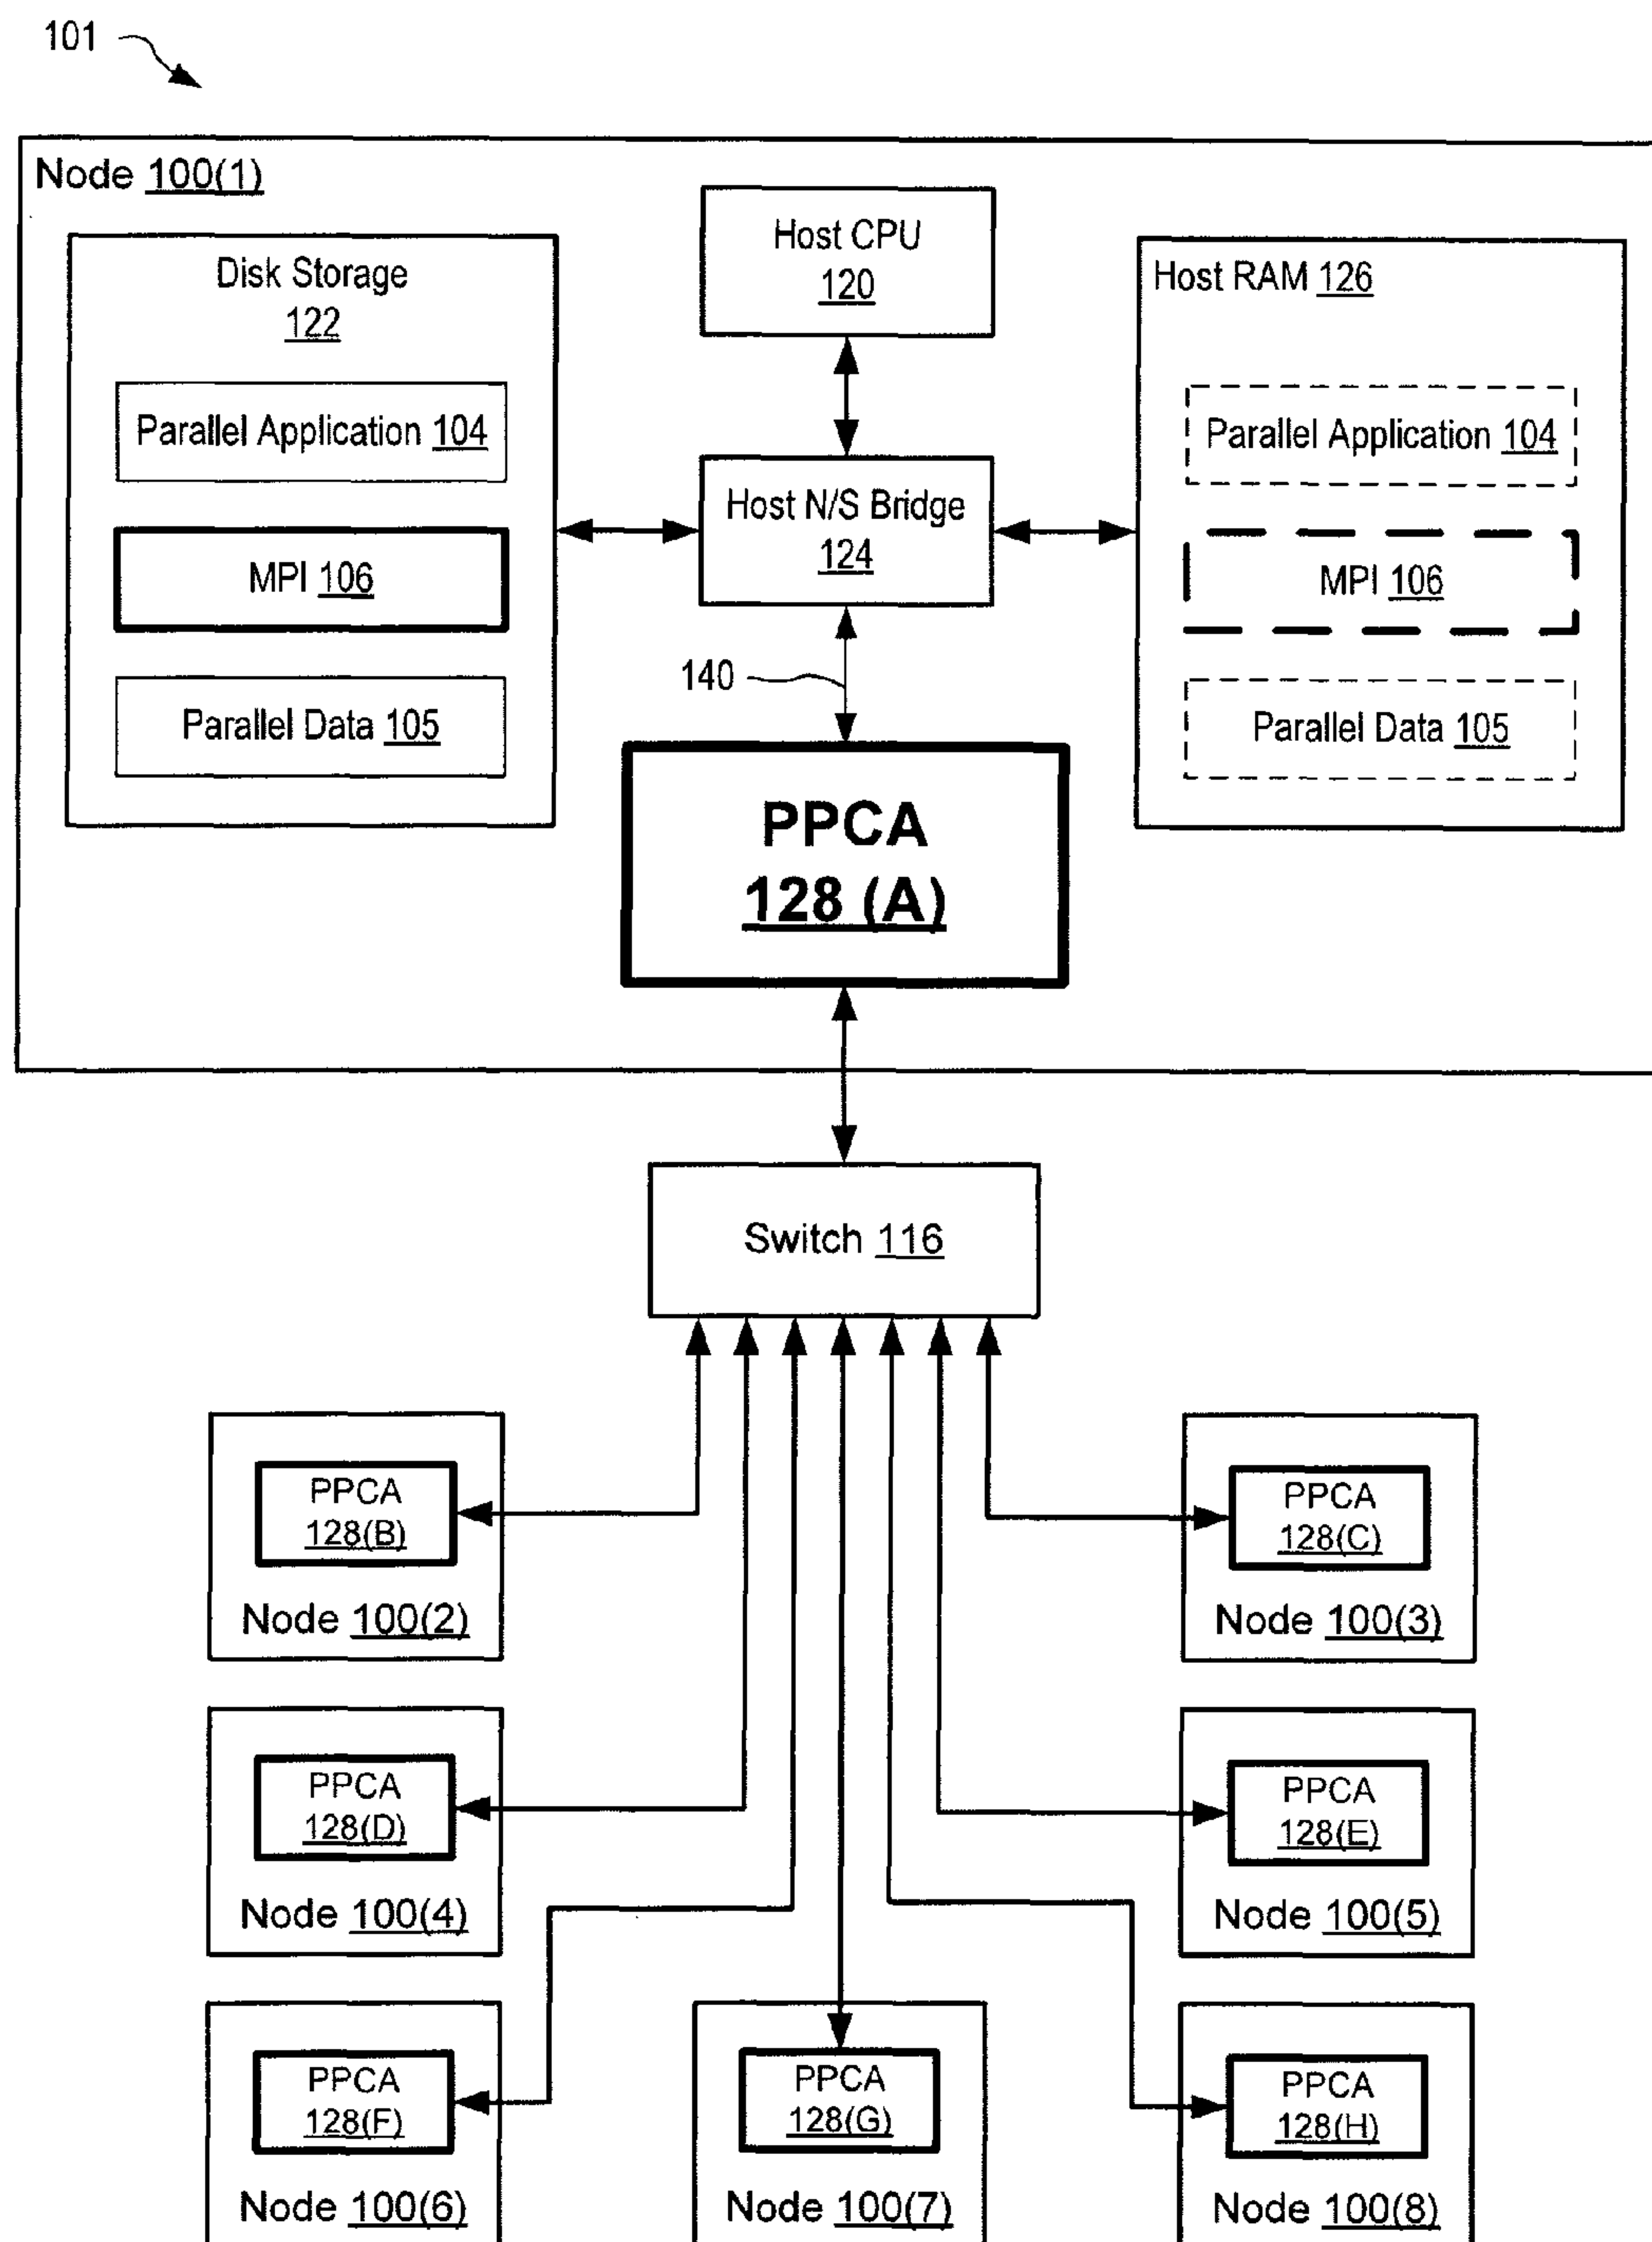 101
Node 100(1)
Disk Storage
122
Parallel Application 104
MPI 106
Parallel Data 105
Host CPU
120
Host N/S Bridge
124
140
PPCA
128 (A)
Host RAM 126
Parallel Application 104
MPI 106
Parallel Data 105
Switch 116
PPCA
128(B)
Node 100(2)
PPCA
128(C)
Node 100(3)
PPCA
128(D)
Node 100(4)
PPCA
128(E)
Node 100(5)
PPCA
128(F)
Node 100(6)
PPCA
128(G)
Node 100(7)
PPCA
128(H)
Node 100(8)